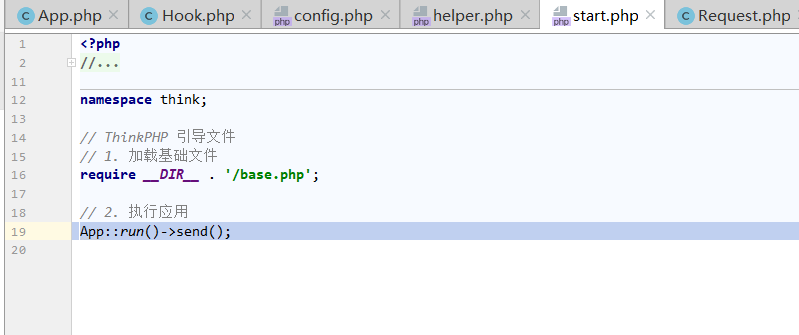 App.php Hook.php config.php helper.php start.php Request.php
1 <?php
2 //...
11
12 namespace think;
13
14 // ThinkPHP 引导文件
15 // 1. 加载基础文件
16 require __DIR__ . '/base.php';
17
18 // 2. 执行应用
19 App::run()->send();
20